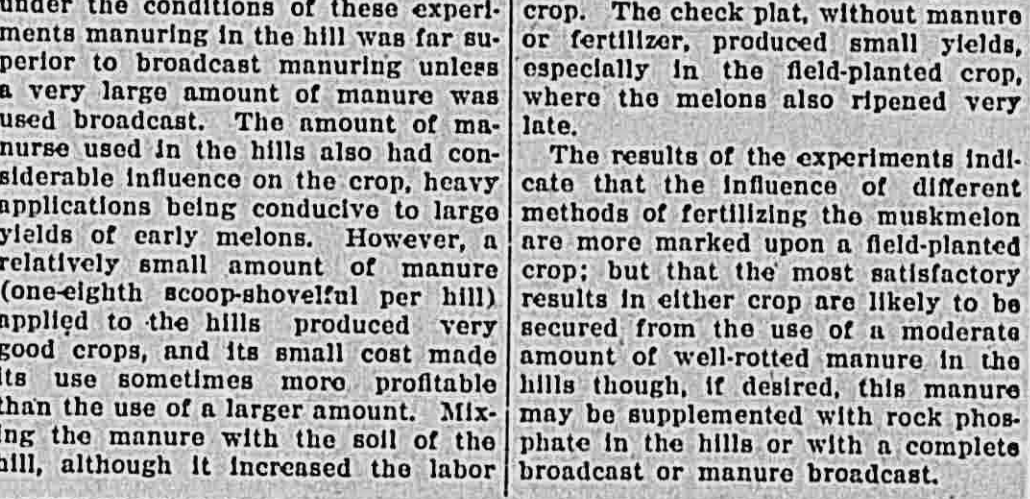 under the conditions of these experi-
ments manuring in the hill was far su-
perior to broadcast manuring unless
a very large amount of manure was
used broadcast. The amount of ma-
nurse used in the hills also had con-
siderable influence on the crop, heavy
applications being conducive to large
yields of early melons. However, a
relatively small amount of manure
(one-eighth scoop-shovelful per hill)
applied to the hills produced very
good crops, and its small cost made
its use sometimes more profitable
than the use of a larger amount. Mix-
ing the manure with the soil of the
hill, although it increased the labor
crop. The check plat, without manure
or fertilizer, produced small yields,
especially in the field-planted crop,
where the melons also ripened very
late.
The results of the experiments indi-
cate that the influence of different
methods of fertilizing the muskmelon
are more marked upon a field-planted
crop; but that the most satisfactory
results in either crop are likely to be
secured from the use of a moderate
amount of well-rotted manure in the
hills though, if desired, this manure
may be supplemented with rock phos-
phate in the hills or with a complete
broadcast or manure broadcast.